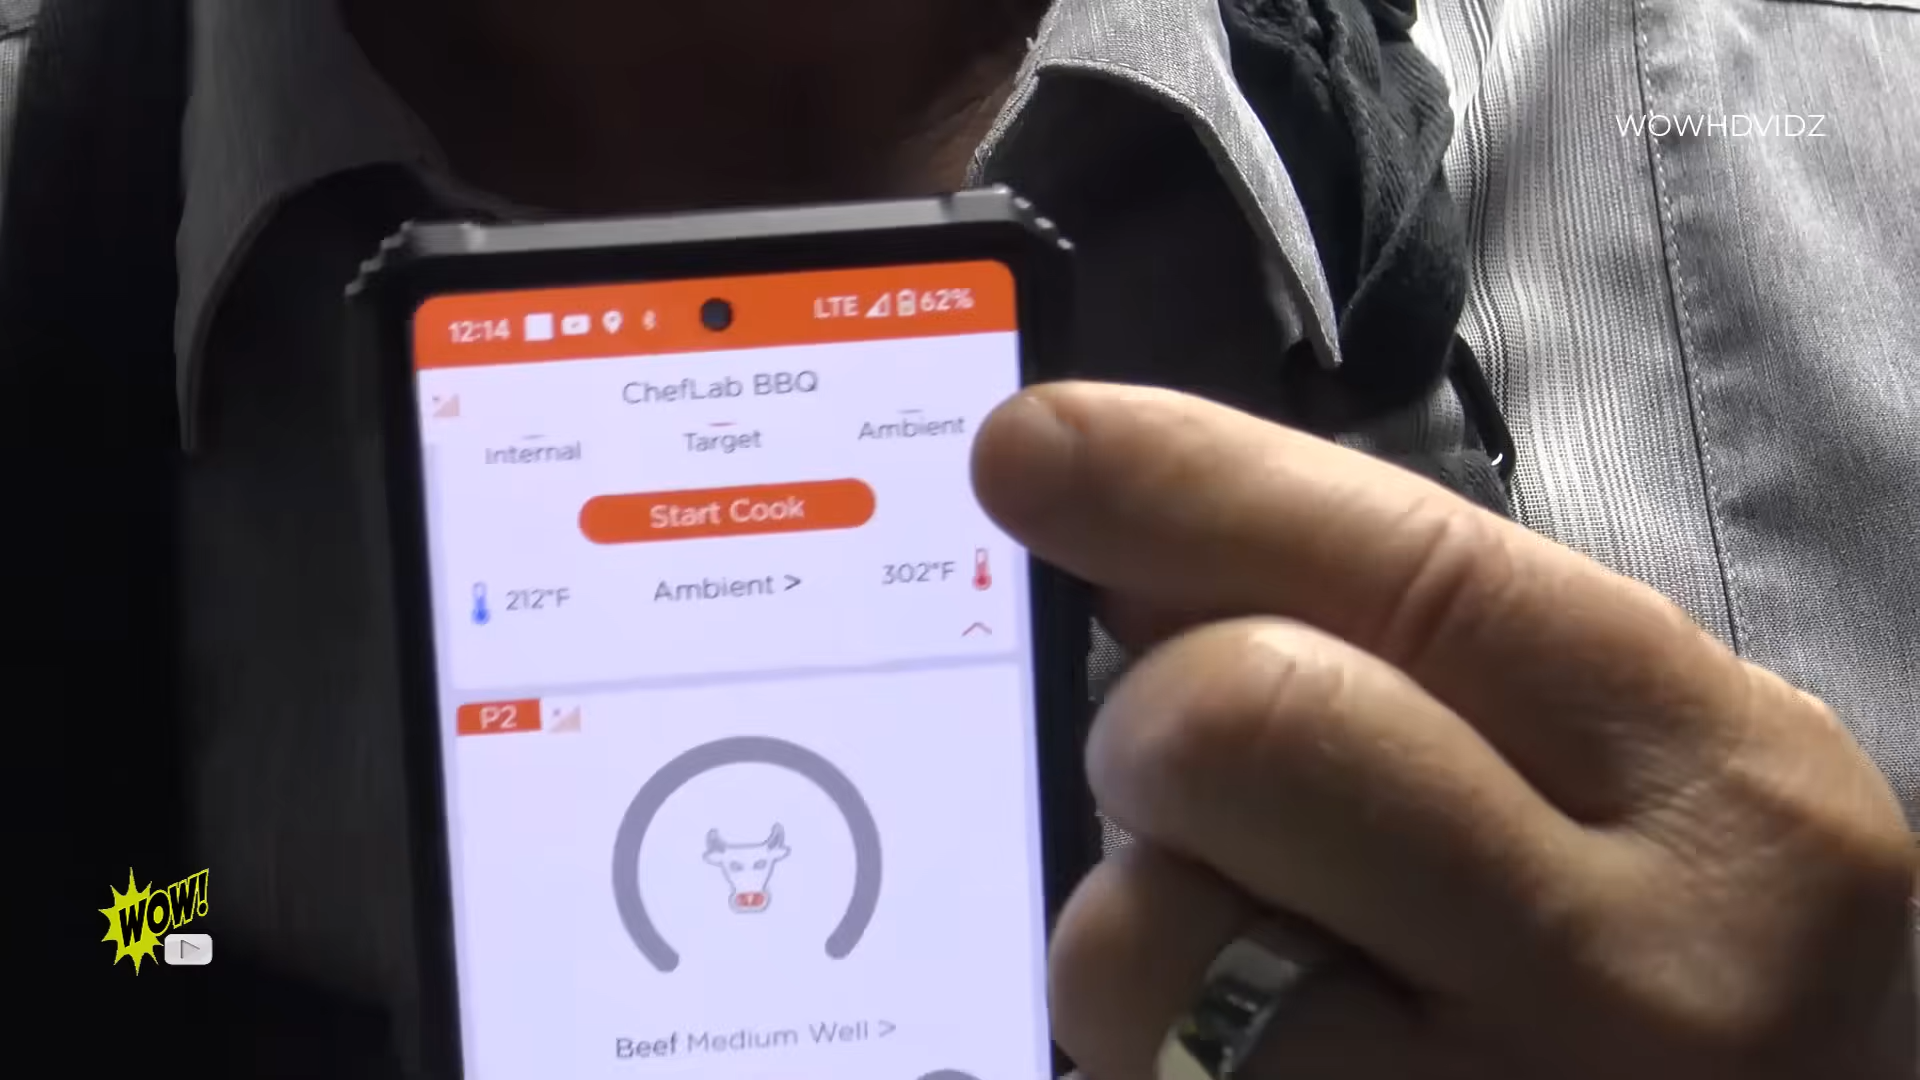 WOWHDVIDZ
12:14 LTE 62%
ChefLab BBQ
Internal Target Ambient
Start Cook
212°F Ambient > 302°F
P2
Beef Medium Well >
WOW!